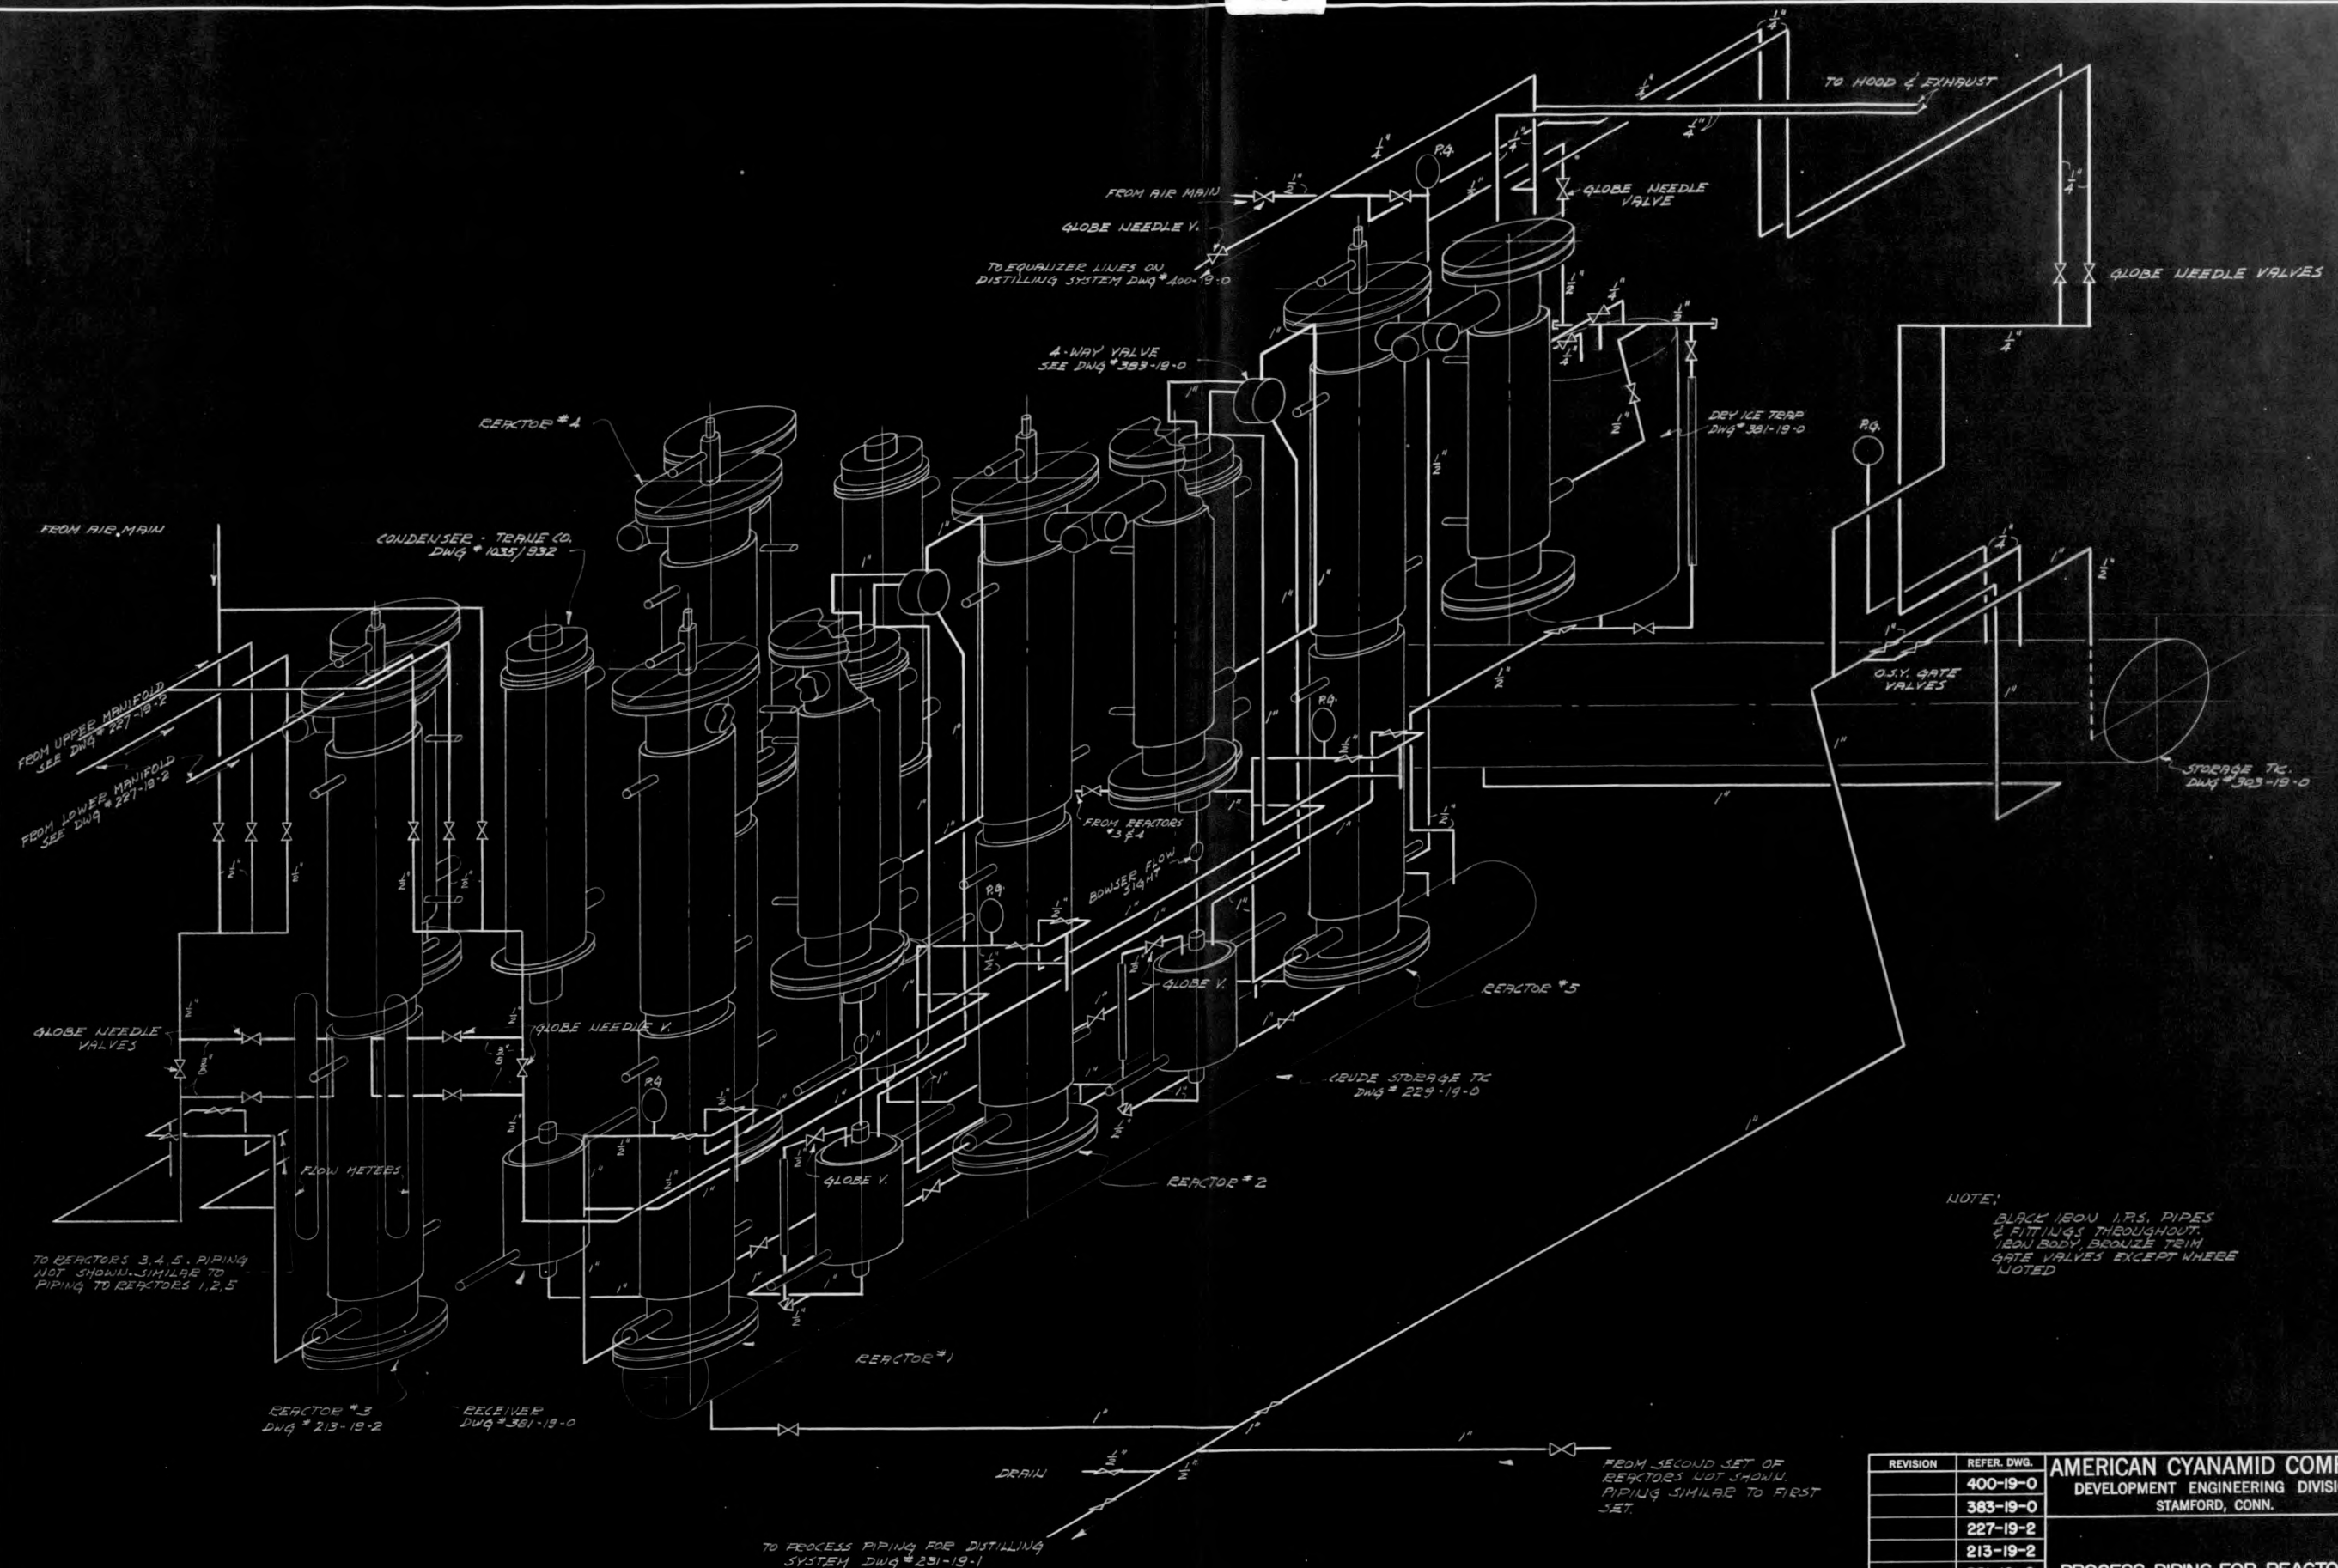 TO HOOD & EXHAUST
FROM AIR MAIN
P.G.
GLOBE NEEDLE
VALVE
GLOBE NEEDLE V.
TO EQUALIZER LINES ON
DISTILLING SYSTEM DWG # 400-19-0
GLOBE NEEDLE VALVES
4-WAY VALVE
SEE DWG # 383-19-0
REACTOR #4
DRY ICE TRAP
DWG # 381-19-0
P.G.
FROM AIR MAIN
CONDENSER - TRANE CO.
DWG # 1035/932
FROM UPPER MANIFOLD
SEE DWG # 227-19-2
FROM LOWER MANIFOLD
SEE DWG # 227-19-2
O.S.Y. GATE
VALVES
P.G.
STORAGE TK.
DWG # 303-19-0
FROM REACTORS
#3 & 4
BOWSER FLOW
SIGHT
P.G.
GLOBE V.
REACTOR #5
GLOBE NEEDLE
VALVES
GLOBE NEEDLE V.
P.G.
CRUDE STORAGE TK
DWG # 229-19-0
FLOW METERS
GLOBE V.
REACTOR #2
NOTE:
BLACK IRON I.P.S. PIPES
& FITTINGS THROUGHOUT.
IRON BODY, BRONZE TRIM
GATE VALVES EXCEPT WHERE
NOTED
TO REACTORS 3,4,5. PIPING
NOT SHOWN. SIMILAR TO
PIPING TO REACTORS 1,2,5
REACTOR #1
REACTOR #3
DWG # 213-19-2
RECEIVER
DWG # 381-19-0
DRAIN
FROM SECOND SET OF
REACTORS NOT SHOWN.
PIPING SIMILAR TO FIRST
SET.
TO PROCESS PIPING FOR DISTILLING
SYSTEM DWG # 231-19-1
REVISION REFER. DWG.
400-19-0
383-19-0
227-19-2
213-19-2
AMERICAN CYANAMID COMP
DEVELOPMENT ENGINEERING DIVISI
STAMFORD, CONN.
PROCESS PIPING FOR REACTO